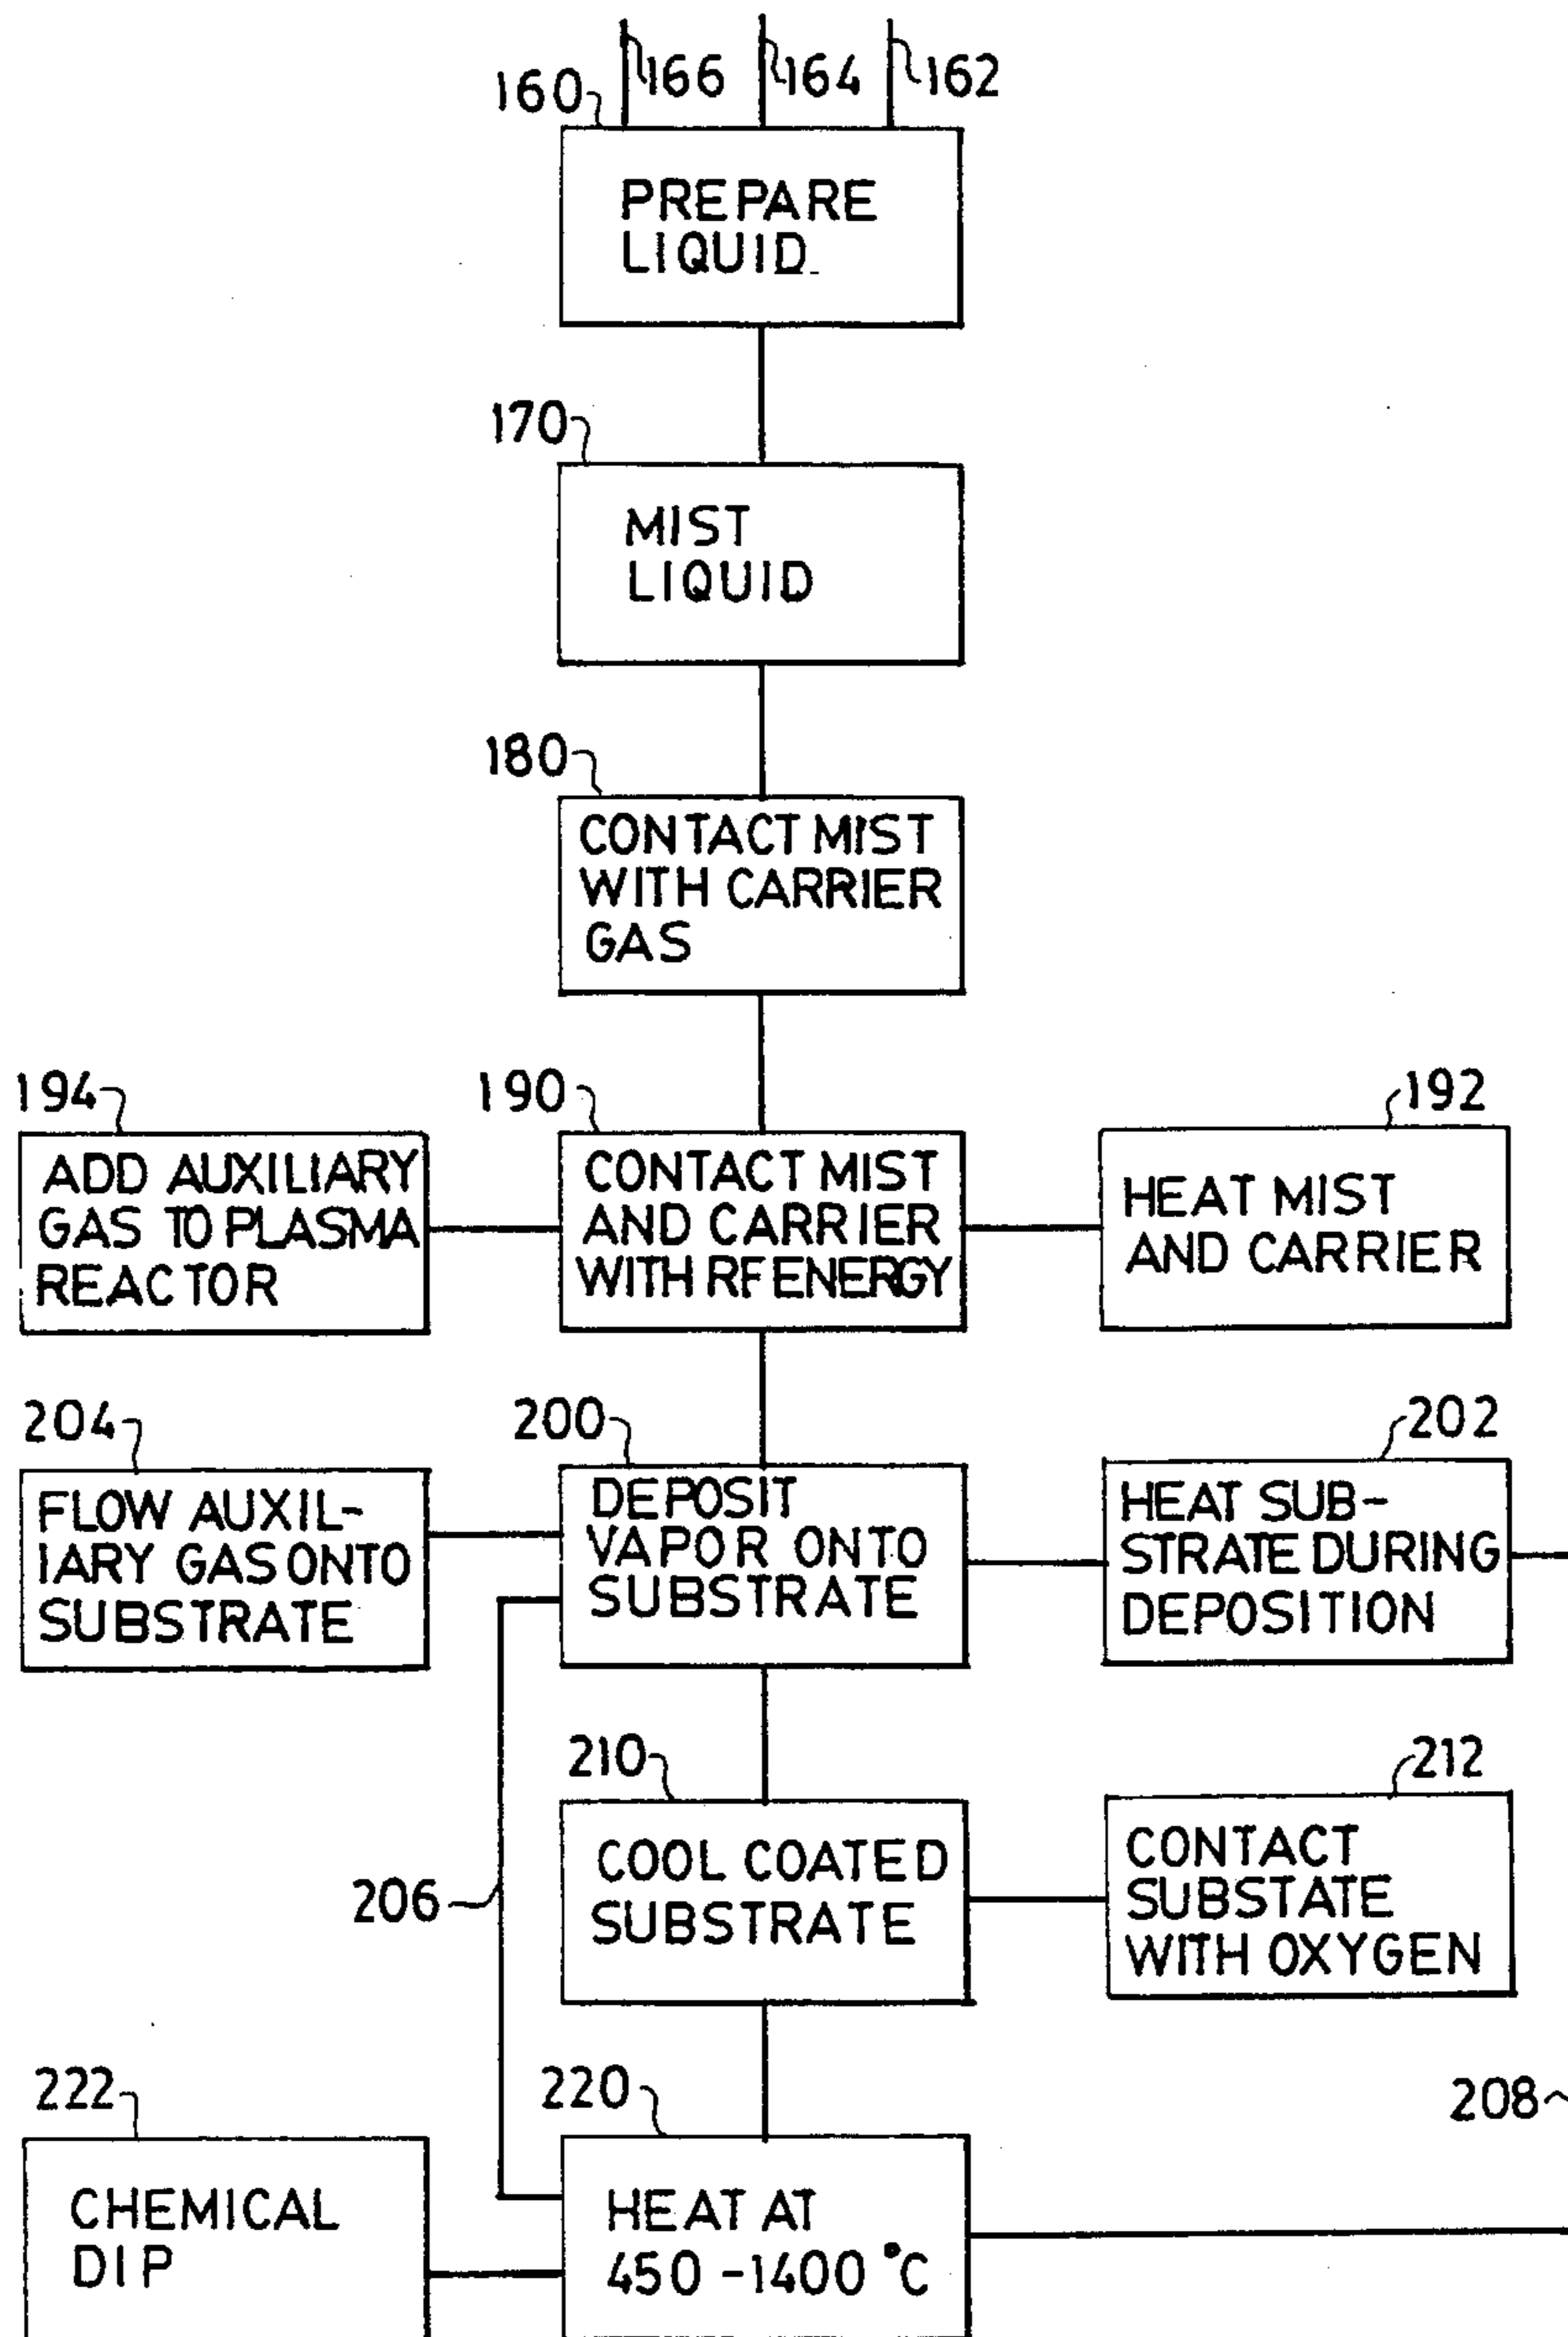 166
164
162
160
PREPARE
LIQUID
170
MIST
LIQUID
180
CONTACT MIST
WITH CARRIER
GAS
194
190
192
ADD AUXILIARY
GAS TO PLASMA
REACTOR
CONTACT MIST
AND CARRIER
WITH RF ENERGY
HEAT MIST
AND CARRIER
204
200
202
FLOW AUXIL-
IARY GAS ONTO
SUBSTRATE
DEPOSIT
VAPOR ONTO
SUBSTRATE
HEAT SUB-
STRATE DURING
DEPOSITION
210
212
COOL COATED
SUBSTRATE
CONTACT
SUBSTATE
WITH OXYGEN
206
222
220
208
CHEMICAL
DIP
HEAT AT
450 -1400 °C